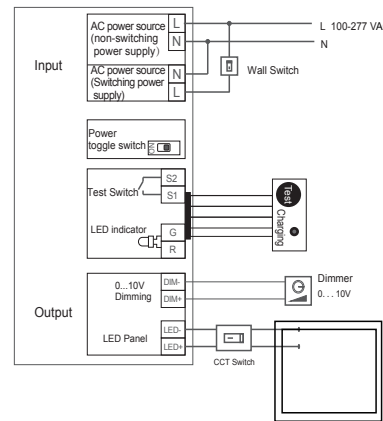 Input
AC power source
(non-switching
power supply)
L
N
AC power source
(Switching power
supply)
N
L
L 100-277 VA
N
Wall Switch
Power
toggle switch
ON
Test Switch
S2
S1
LED indicator
G
R
Test
Charging
Output
0...10V
Dimming
DIM-
DIM+
Dimmer
0...10V
LED Panel
LED-
LED+
CCT Switch